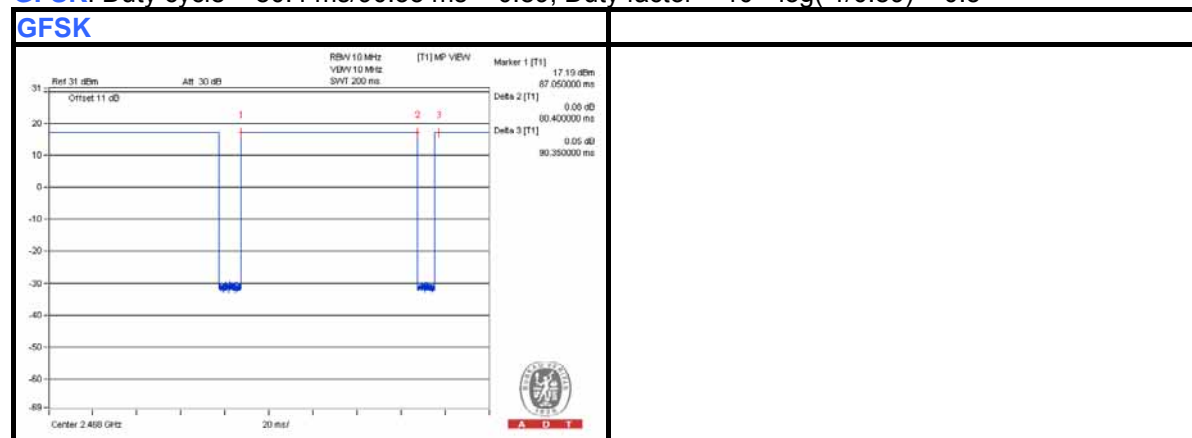 GFSK
RBW 10 MHz [T1] MP VIEW Marker 1 [T1]
VBW 10 MHz 17.19 dBm
Ref 31 dBm Att 30 dB SWT 200 ms 87.050000 ms
31
Offset 11 dB Delta 2 [T1]
0.06 dB
1 2 3 80.400000 ms
20
Delta 3 [T1]
0.05 dB
10 90.350000 ms
0
-10
-20
-30
-40
-50
-60
-69
Center 2.468 GHz 20 ms/
A D T